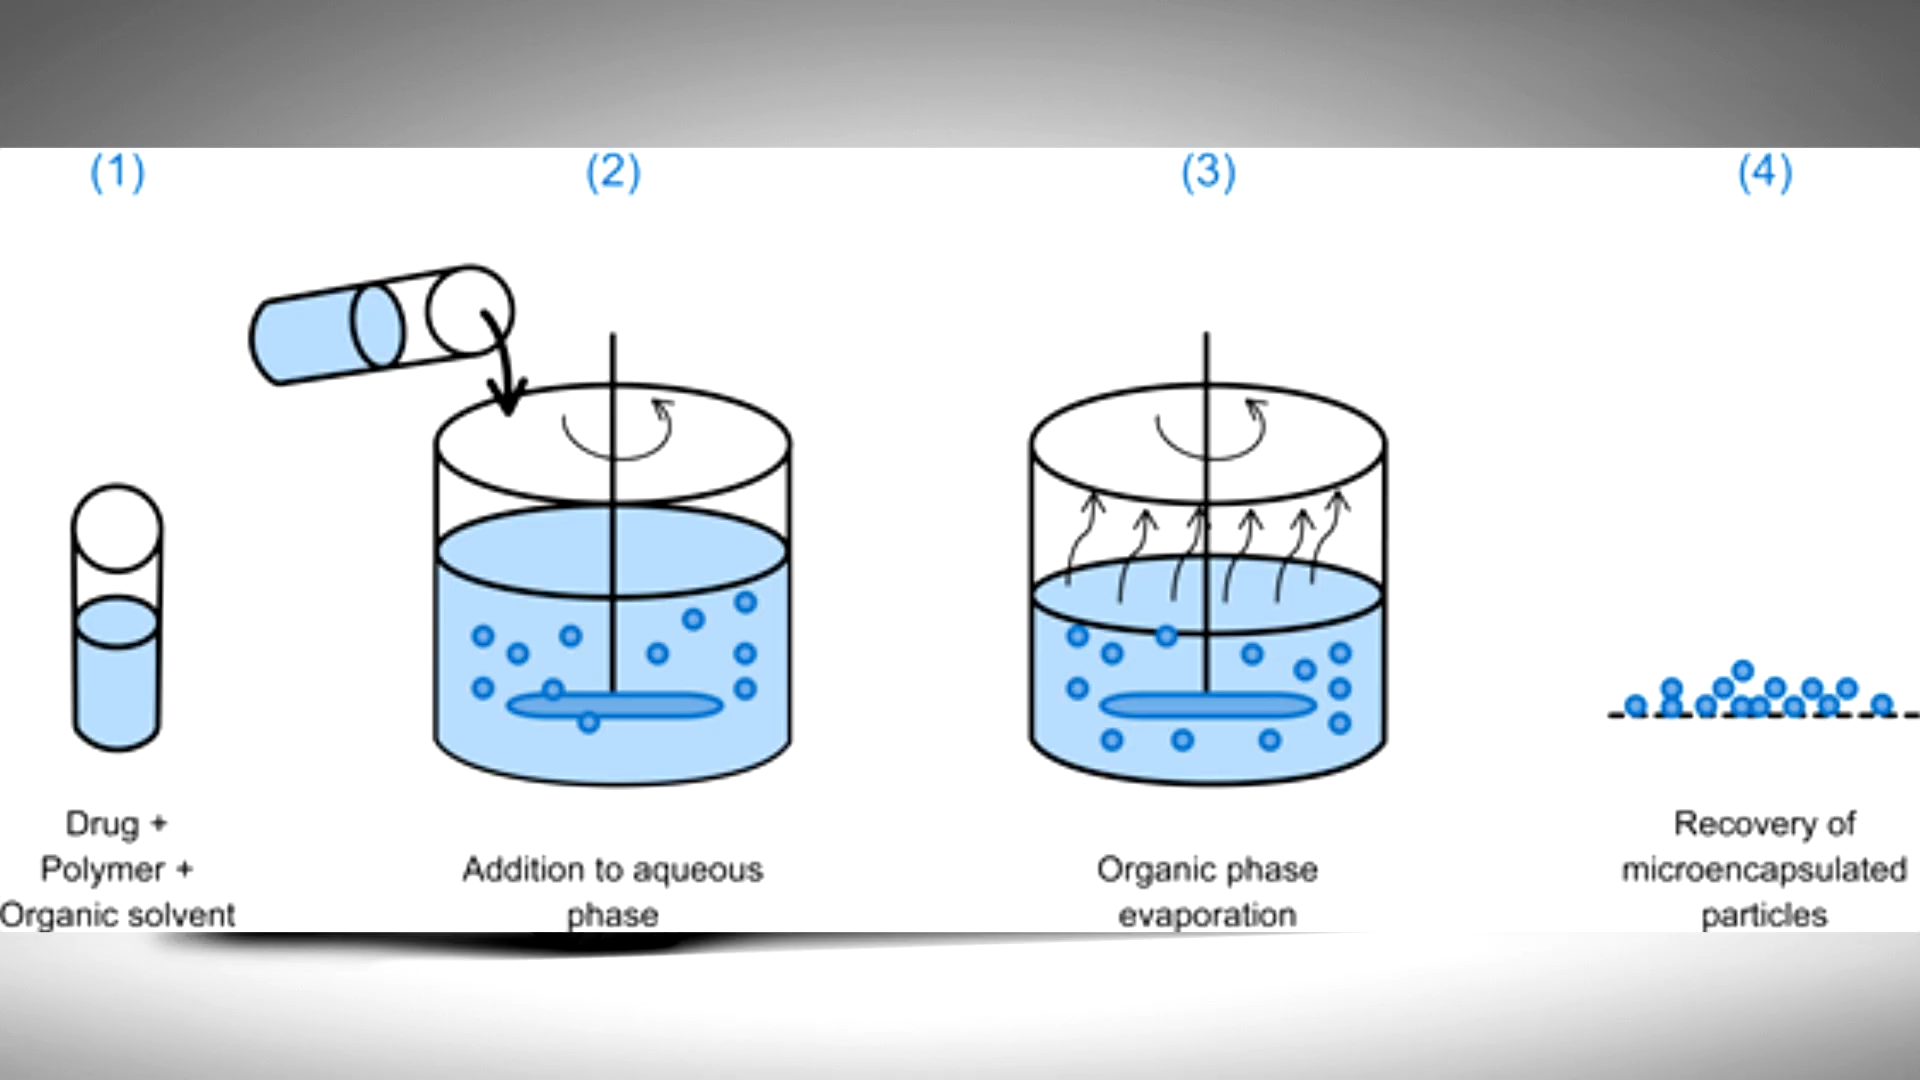 (1)
(2)
(3)
(4)
Drug +
Polymer +
Organic solvent
Addition to aqueous
phase
Organic phase
evaporation
Recovery of
microencapsulated
particles